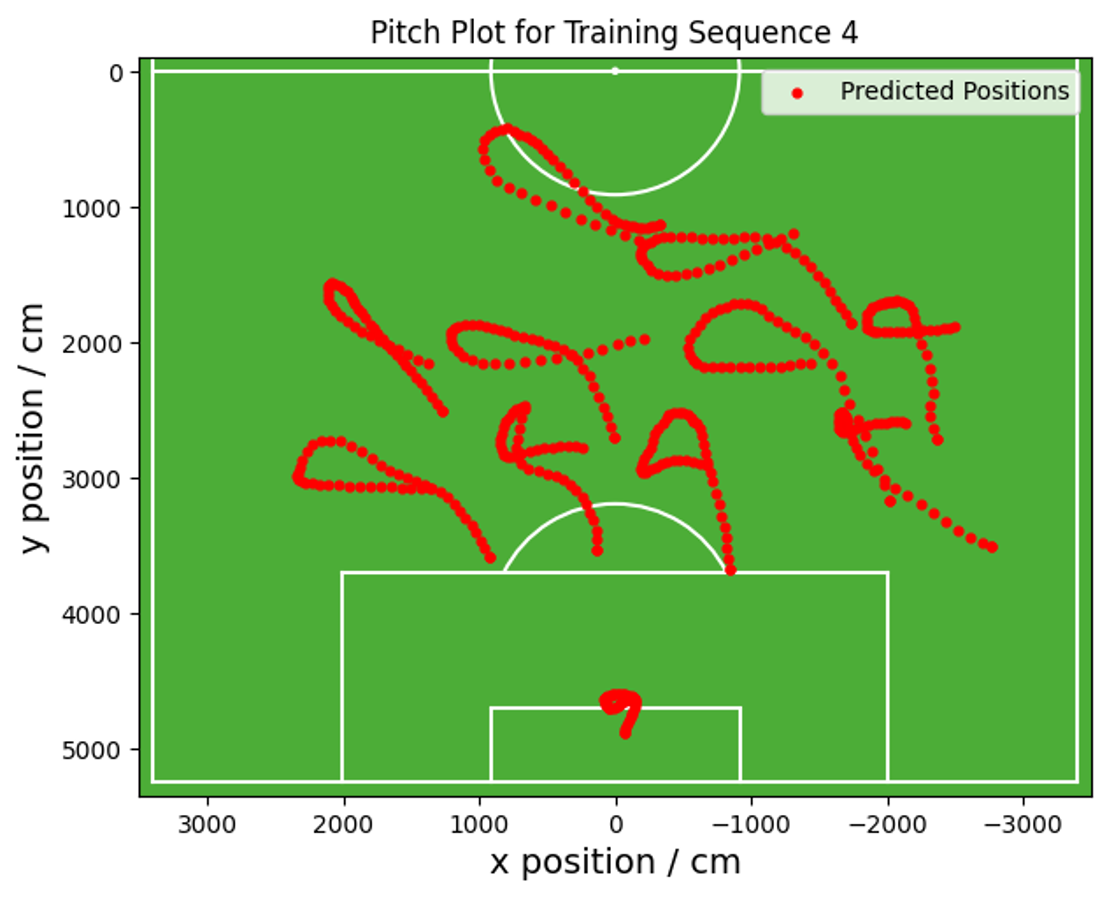 Pitch Plot for Training Sequence 4
Predicted Positions
0
1000
2000
3000
4000
5000
y position / cm
3000 2000 1000 0 −1000 −2000 −3000
x position / cm